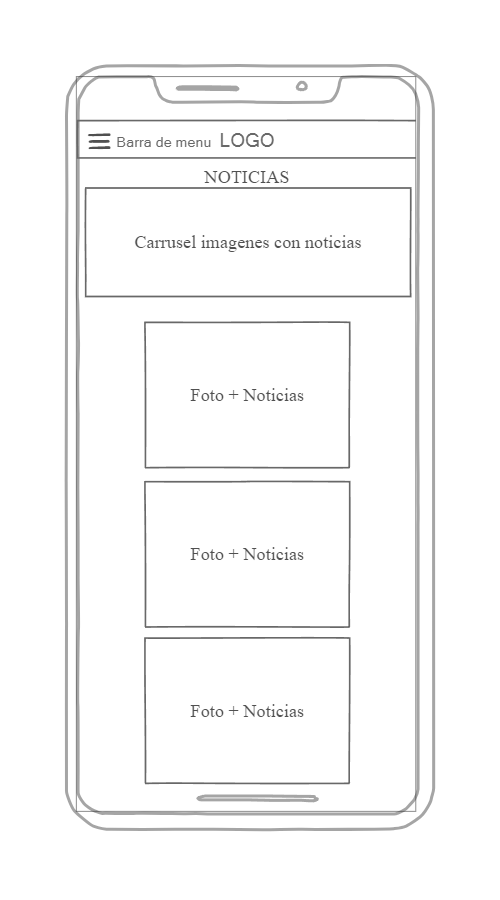 Barra de menu LOGO
NOTICIAS
Carrusel imagenes con noticias
Foto + Noticias
Foto + Noticias
Foto + Noticias